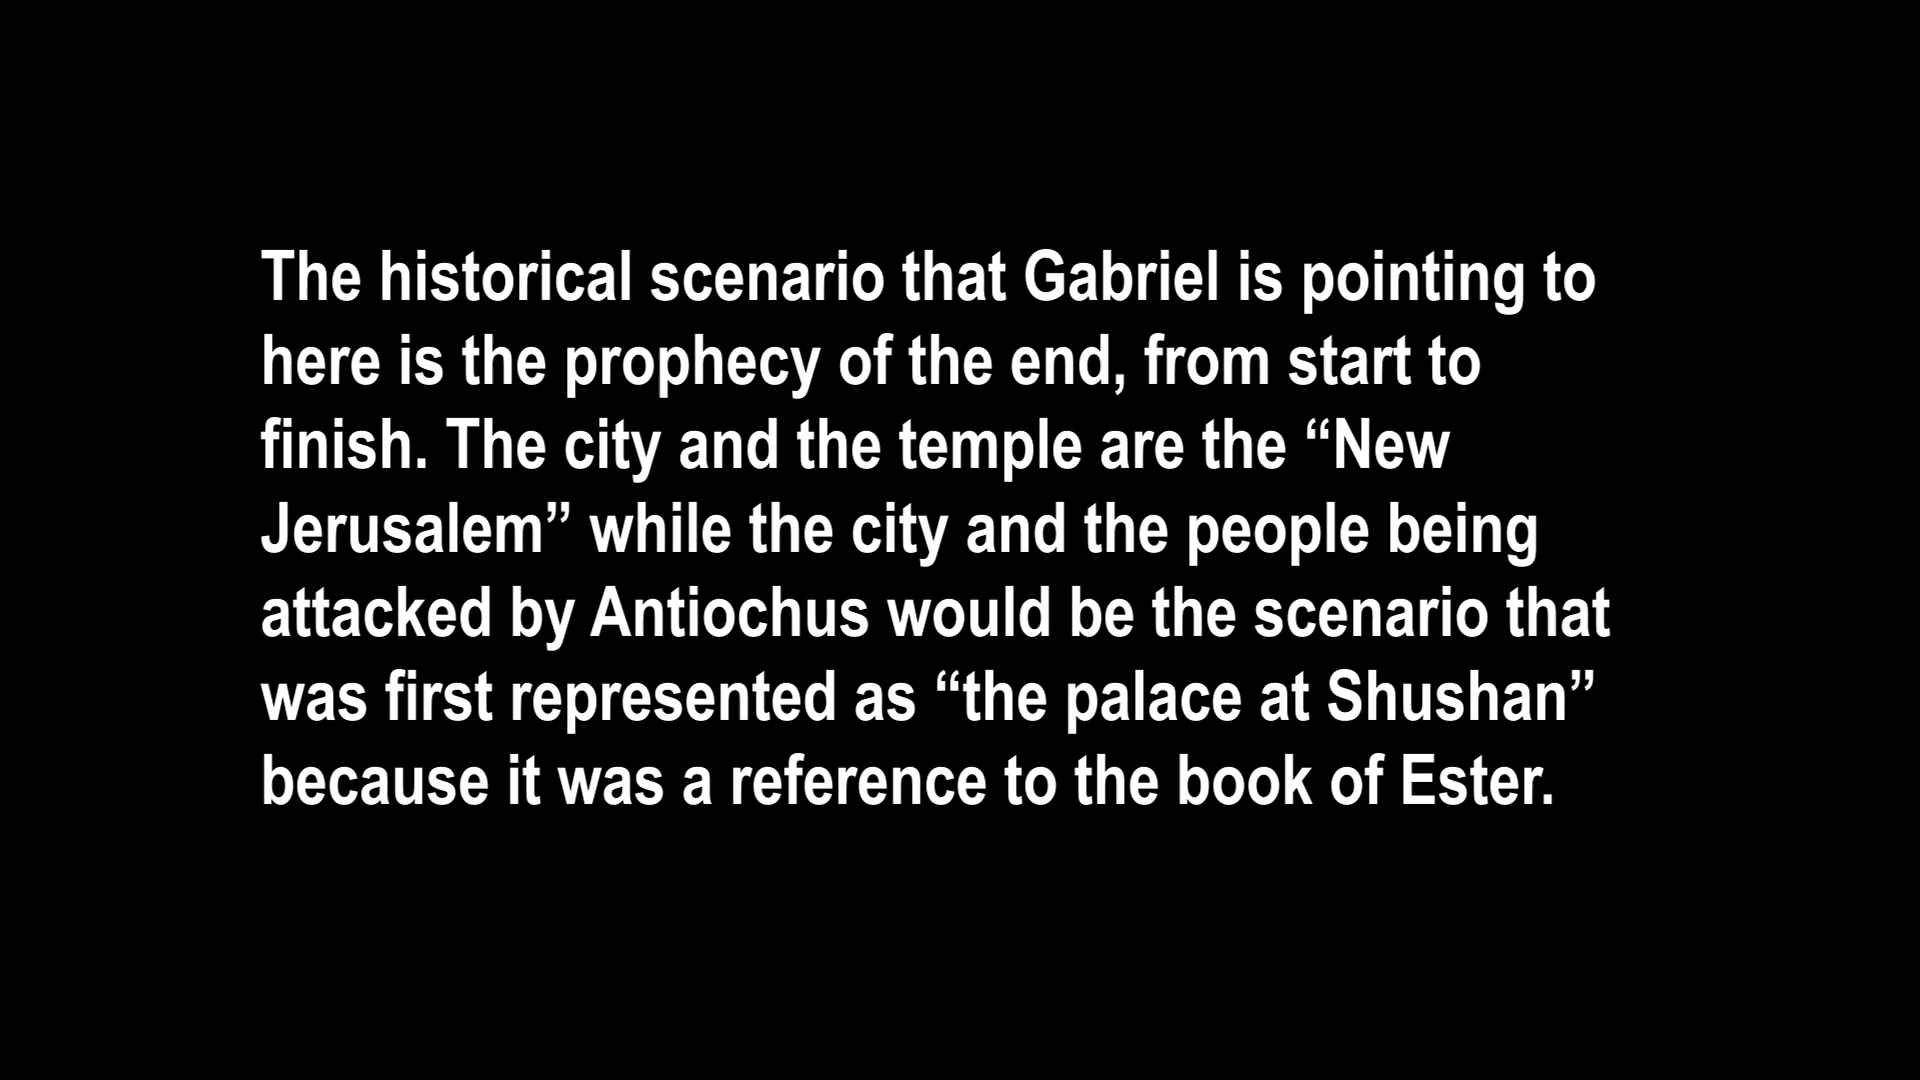 The historical scenario that Gabriel is pointing to
here is the prophecy of the end, from start to
finish. The city and the temple are the “New
Jerusalem” while the city and the people being
attacked by Antiochus would be the scenario that
was first represented as “the palace at Shushan”
because it was a reference to the book of Ester.